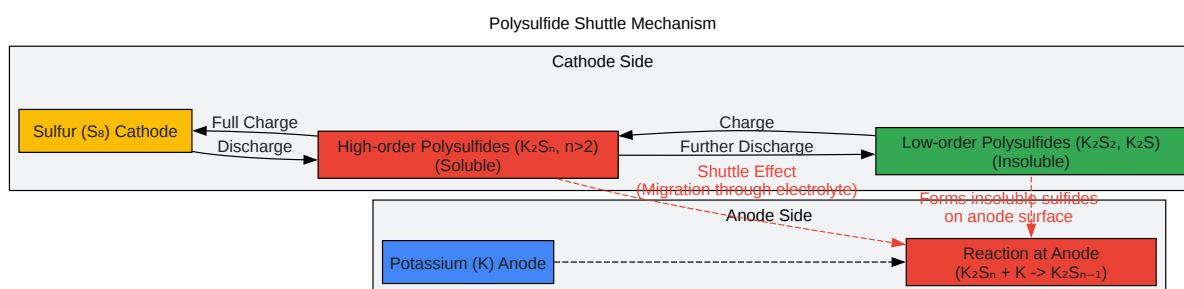 Polysulfide Shuttle Mechanism
Cathode Side
Sulfur (S₈) Cathode
Full Charge
Discharge
High-order Polysulfides (K₂Sₙ, n>2)
(Soluble)
Charge
Further Discharge
Low-order Polysulfides (K₂S₂, K₂S)
(Insoluble)
Shuttle Effect
(Migration through electrolyte)
Forms insoluble sulfides
on anode surface
Anode Side
Potassium (K) Anode
Reaction at Anode
(K₂Sₙ + K -> K₂Sₙ₋₁)